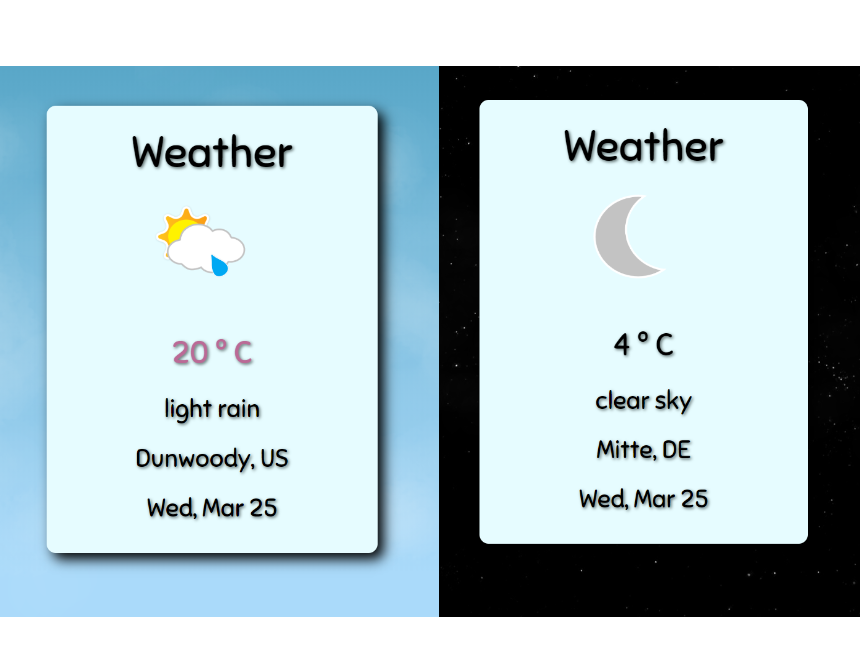 Weather
20 ° C
light rain
Dunwoody, US
Wed, Mar 25
Weather
4 ° C
clear sky
Mitte, DE
Wed, Mar 25